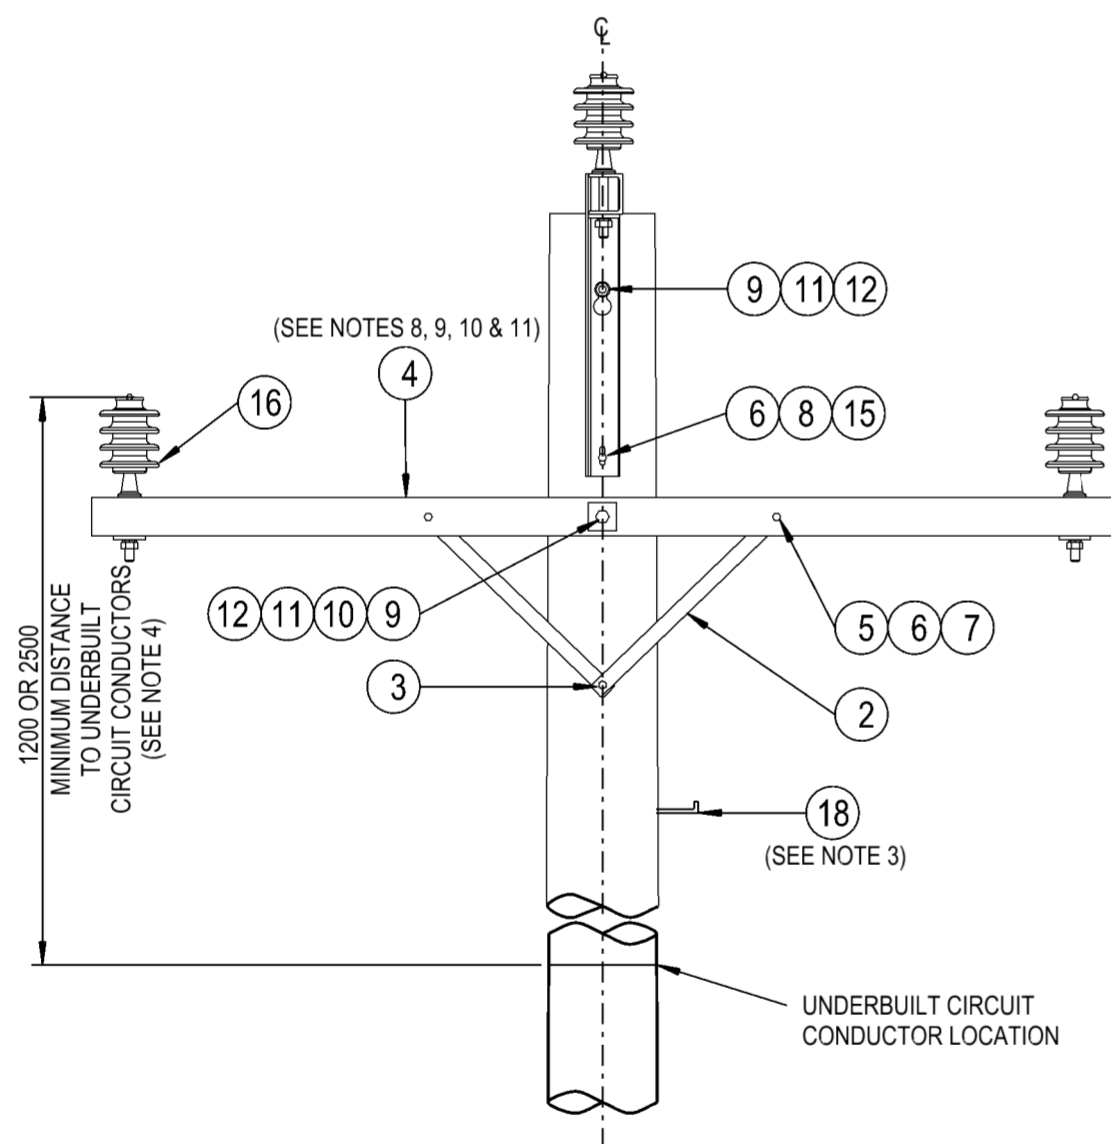 ℄
9 11 12
(SEE NOTES 8, 9, 10 & 11)
4
16
6 8 15
12 11 10 9
5 6 7
3
2
1200 OR 2500
MINIMUM DISTANCE
TO UNDERBUILT
CIRCUIT CONDUCTORS
(SEE NOTE 4)
18
(SEE NOTE 3)
UNDERBUILT CIRCUIT
CONDUCTOR LOCATION